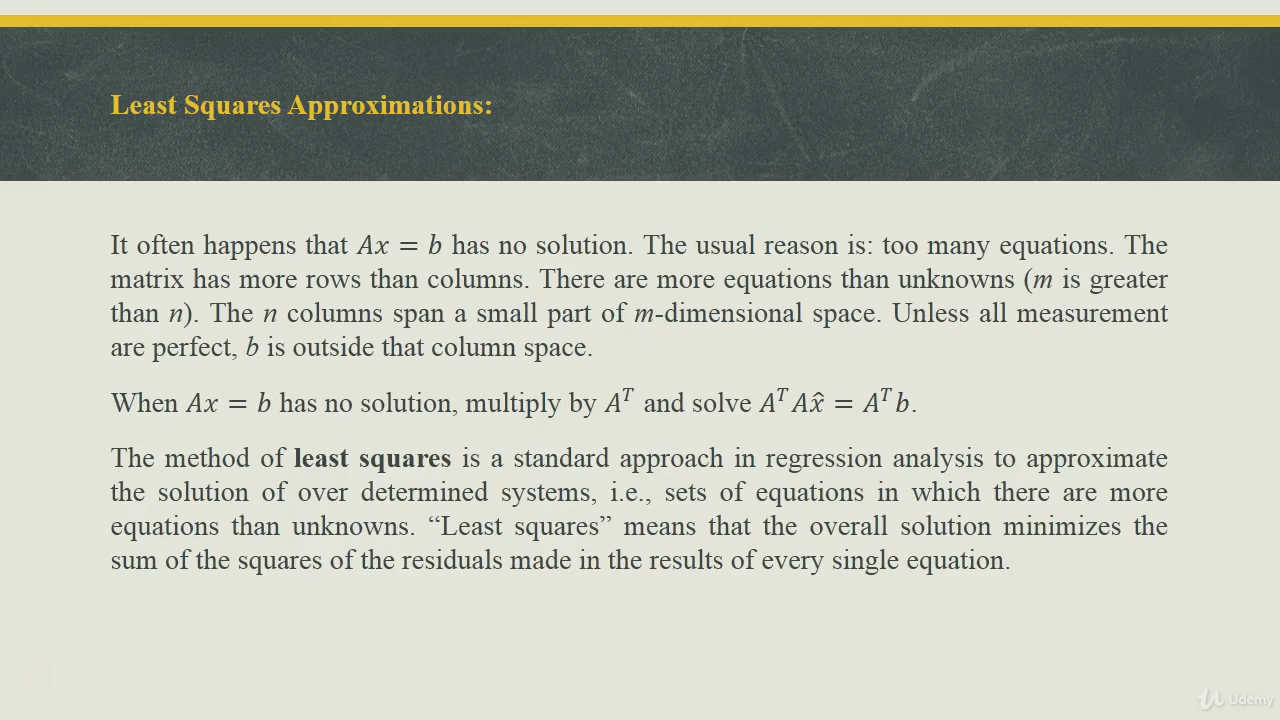 Least Squares Approximations:
It often happens that Ax = b has no solution. The usual reason is: too many equations. The
matrix has more rows than columns. There are more equations than unknowns (m is greater
than n). The n columns span a small part of m-dimensional space. Unless all measurement
are perfect, b is outside that column space.
When Ax = b has no solution, multiply by Aᵀ and solve AᵀAx̂ = Aᵀb.
The method of least squares is a standard approach in regression analysis to approximate
the solution of over determined systems, i.e., sets of equations in which there are more
equations than unknowns. “Least squares” means that the overall solution minimizes the
sum of the squares of the residuals made in the results of every single equation.
Udemy